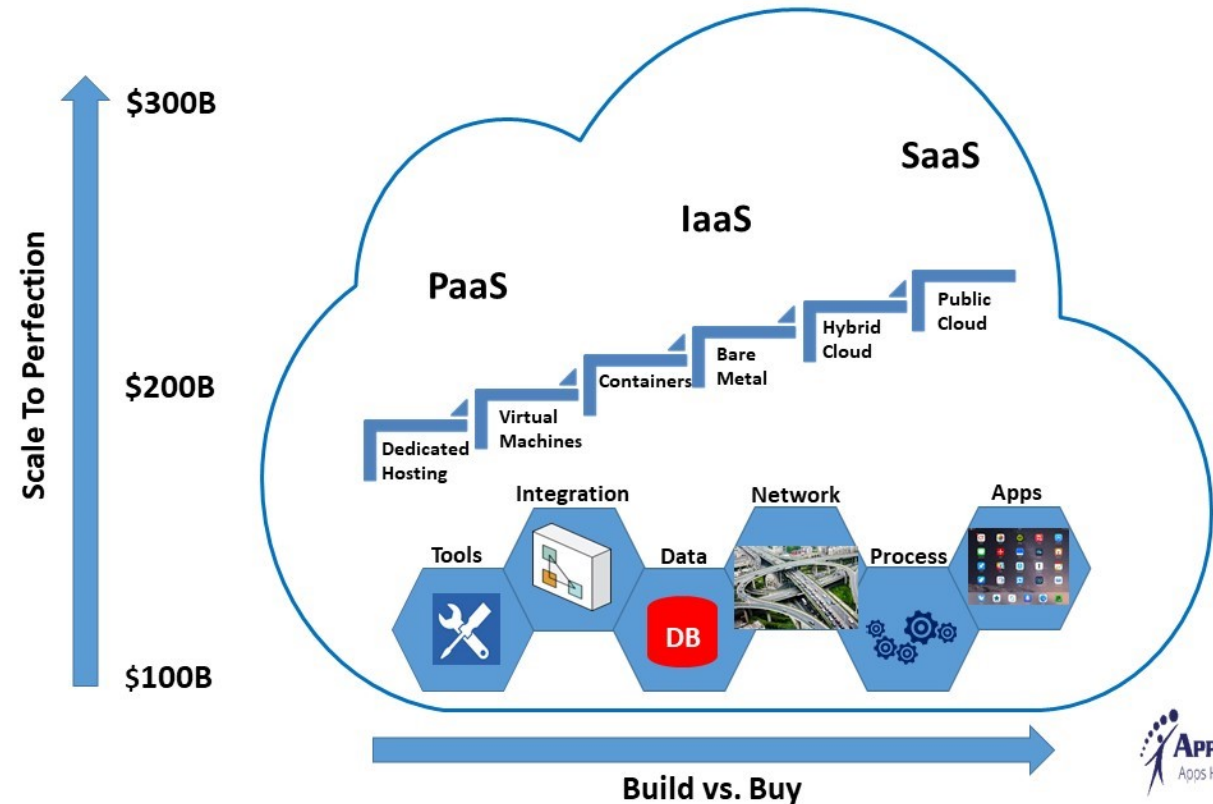 $300B
SaaS
IaaS
PaaS
Scale To Perfection
Public
Cloud
Hybrid
Cloud
Bare
Metal
Containers
Virtual
Machines
Dedicated
Hosting
$200B
Integration
Network
Apps
Tools
Data
Process
DB
$100B
Build vs. Buy
Apps